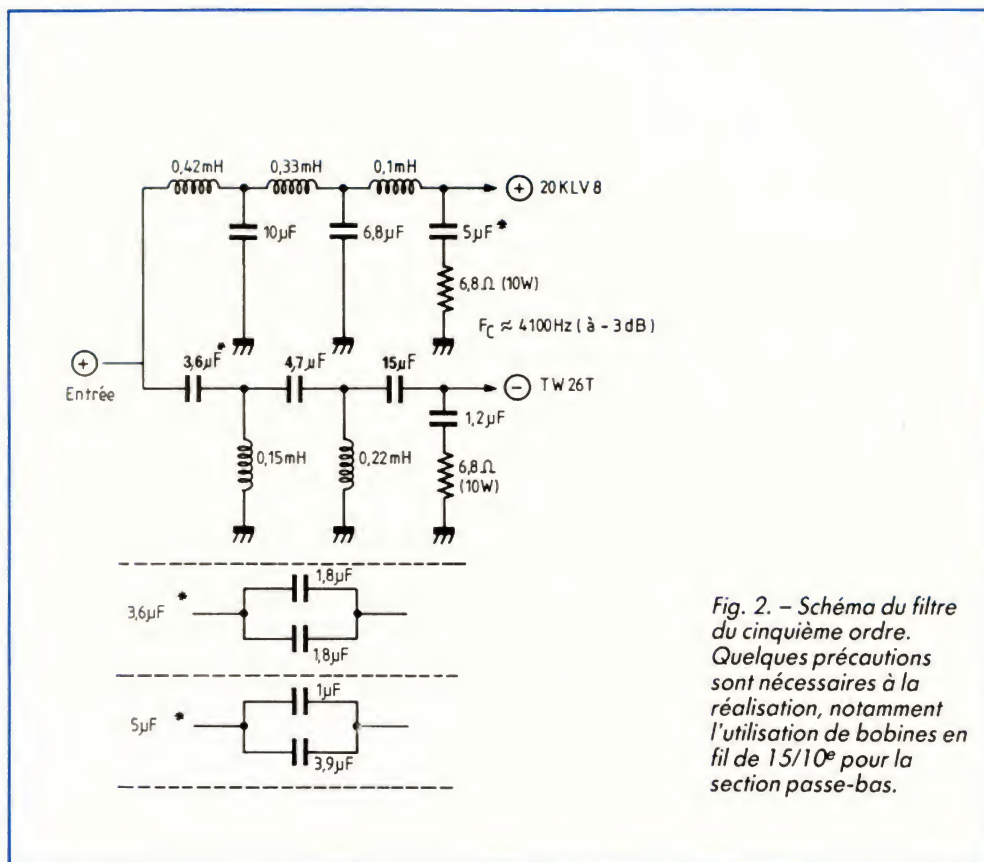 0,42mH 0,33mH 0,1mH
+ 20KLV8
10µF 6,8µF 5µF *
6,8Ω (10W)
FC ≈ 4100Hz ( à - 3dB )
+ Entrée
3,6µF * 4,7µF 15µF
- TW26T
1,2µF
0,15mH 0,22mH 6,8Ω
(10W)
1,8µF
3,6µF *
1,8µF
1µF
5µF *
3,9µF
Fig. 2. – Schéma du filtre
du cinquième ordre.
Quelques précautions
sont nécessaires à la
réalisation, notamment
l'utilisation de bobines en
fil de 15/10e pour la
section passe-bas.